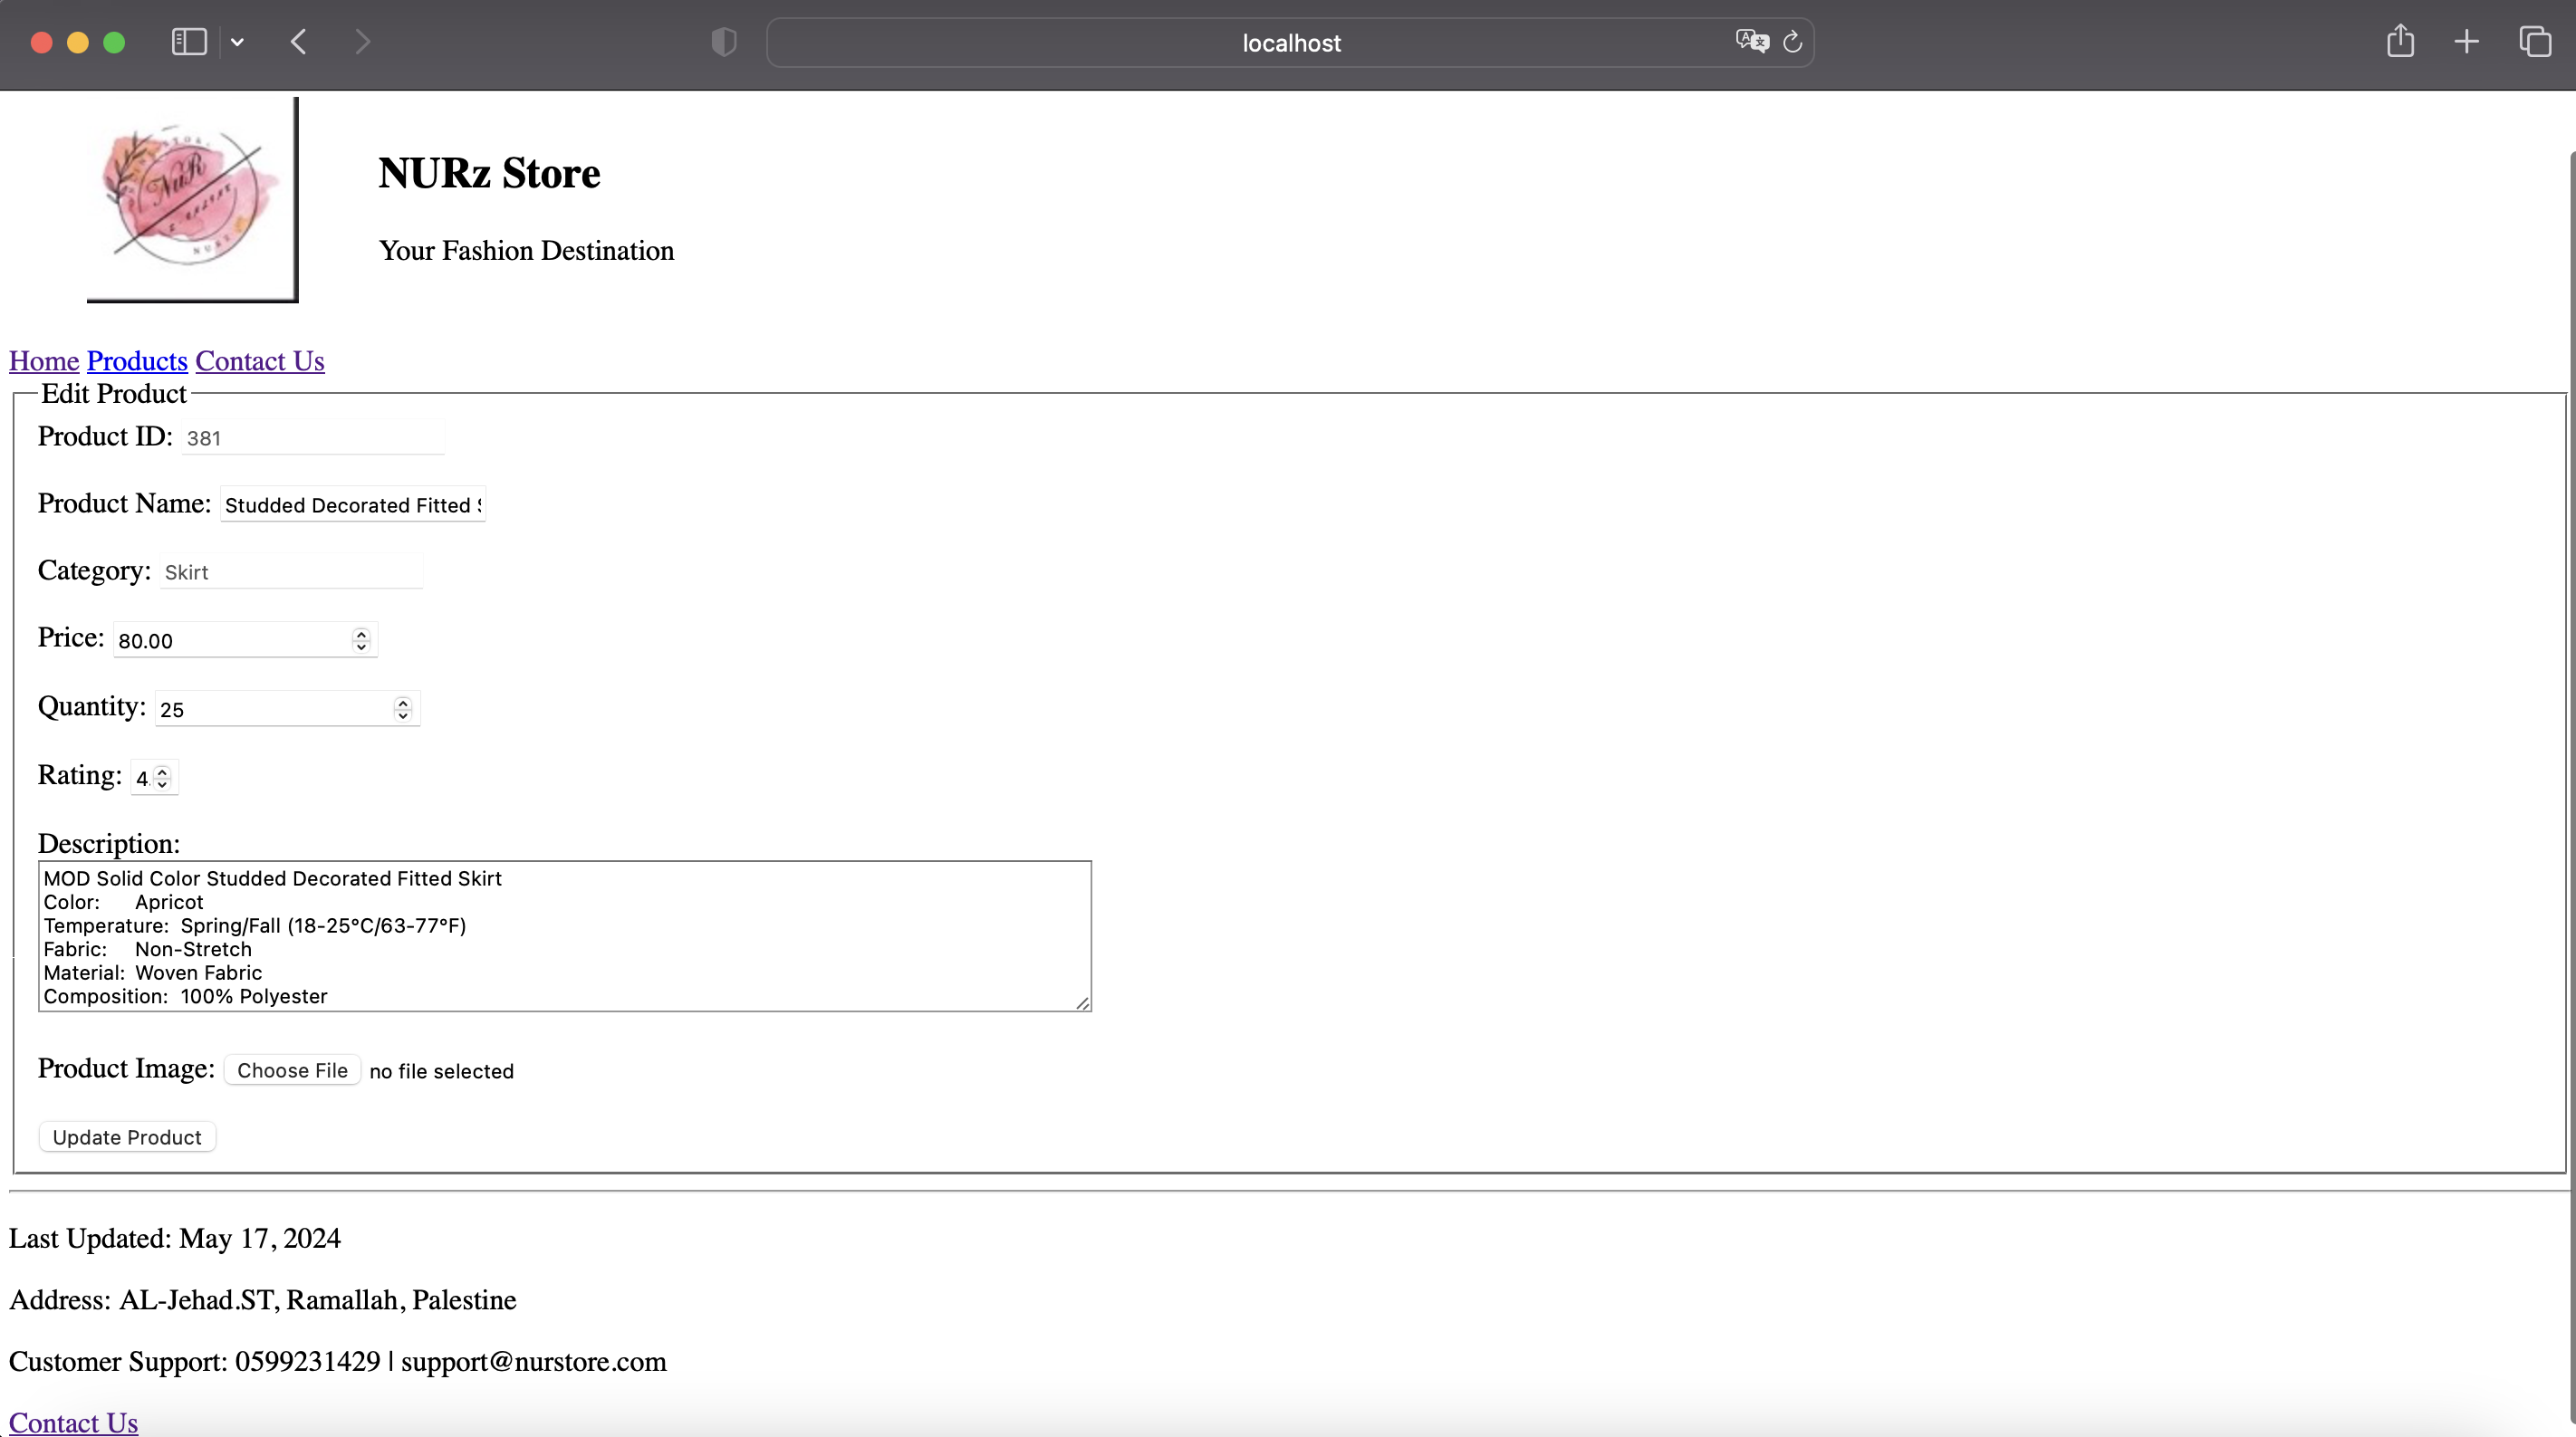 localhost
NuR
NURz Store
Your Fashion Destination
Home Products Contact Us
Edit Product
Product ID: 381
Product Name: Studded Decorated Fitted
Category: Skirt
Price: 80.00
Quantity: 25
Rating: 4
Description:
MOD Solid Color Studded Decorated Fitted Skirt
Color: Apricot
Temperature: Spring/Fall (18-25°C/63-77°F)
Fabric: Non-Stretch
Material: Woven Fabric
Composition: 100% Polyester
Product Image: Choose File no file selected
Update Product
Last Updated: May 17, 2024
Address: AL-Jehad.ST, Ramallah, Palestine
Customer Support: 0599231429 | support@nurstore.com
Contact Us